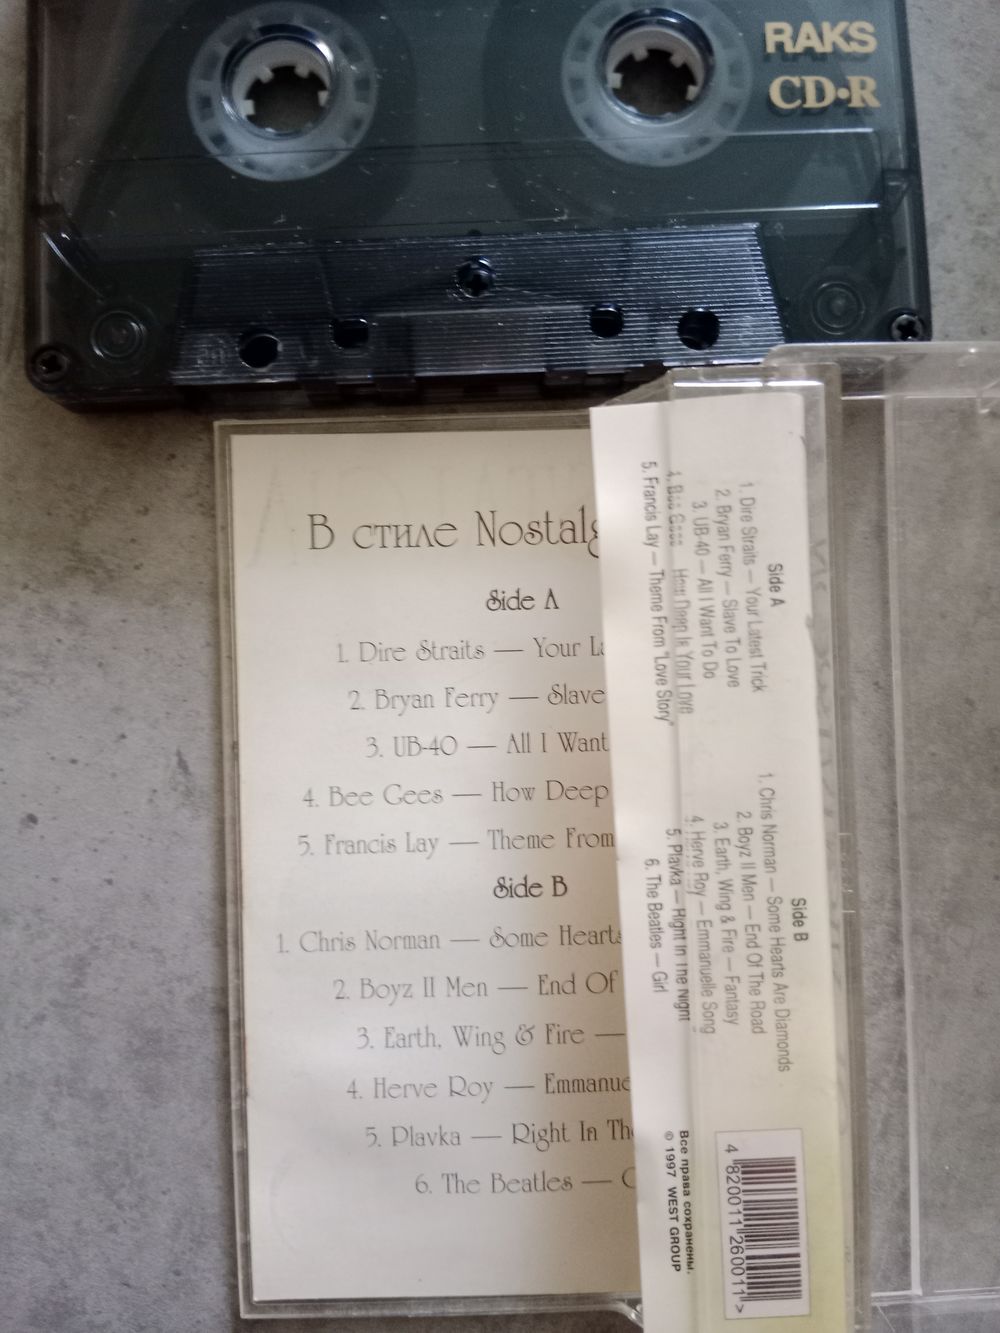 RAKS
CD•R
В стиле Nostalg
Side A
1. Dire Straits — Your La
2. Bryan Ferry — Slave
3. UB-40 — All I Want
4. Bee Gees — How Deep
5. Francis Lay — Theme From
Side B
1. Chris Norman — Some Hearts
2. Boyz II Men — End Of
3. Earth, Wing & Fire —
4. Herve Roy — Emmanue
5. Plavka — Right In The
6. The Beatles —
Side A
1. Dire Straits — Your Latest Trick
2. Bryan Ferry — Slave To Love
3. UB-40 — All I Want To Do
4. Bee Gees How Deep Is Your Love
5. Francis Lay — Theme From "Love Story"
Side B
1. Chris Norman — Some Hearts Are Diamonds
2. Boyz II Men — End Of The Road
3. Earth, Wing & Fire — Fantasy
4. Herve Roy — Emmanuelle Song
5. Plavka — Right In The Night
6. The Beatles — Girl
Все права сохранены.
© 1997 WEST GROUP
4 820011 260011 >